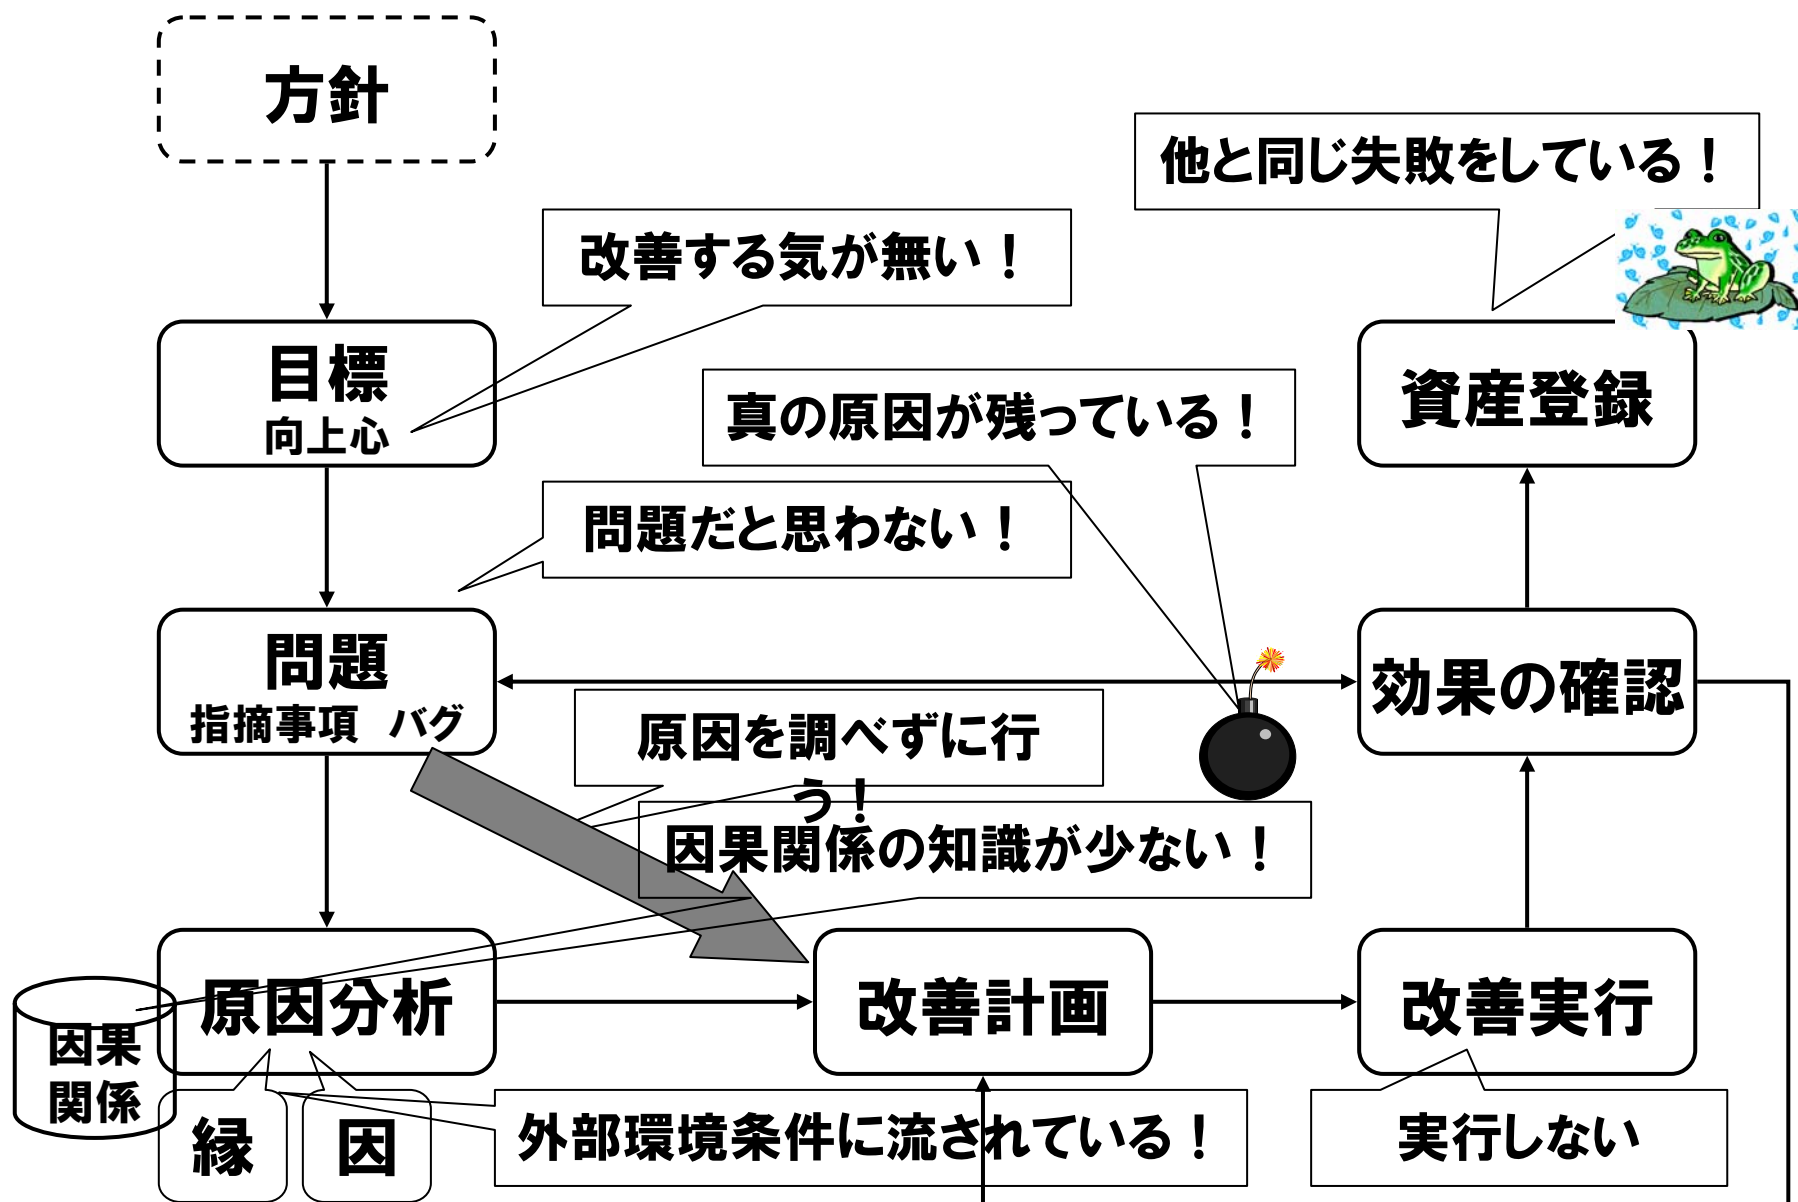 方針
他と同じ失敗をしている！
改善する気が無い！
目標
向上心
真の原因が残っている！
資産登録
問題だと思わない！
問題
指摘事項　バグ
効果の確認
原因を調べずに行
う！
因果関係の知識が少ない！
原因分析
改善計画
改善実行
因果
関係
縁
因
外部環境条件に流されている！
実行しない